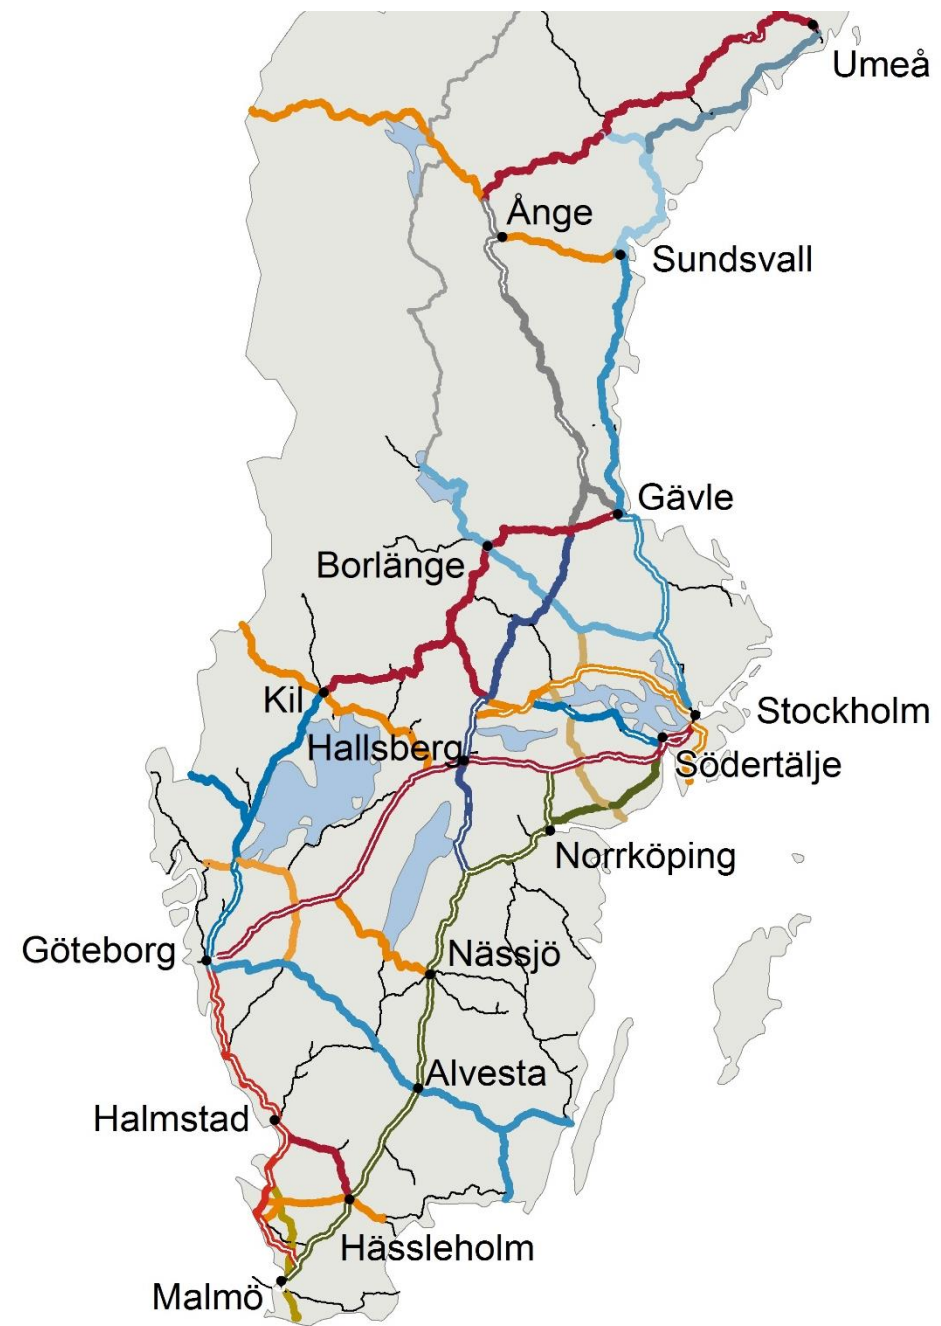 Umeå
Ånge
Sundsvall
Gävle
Borlänge
Kil
Stockholm
Hallsberg
Södertälje
Norrköping
Göteborg
Nässjö
Alvesta
Halmstad
Hässleholm
Malmö